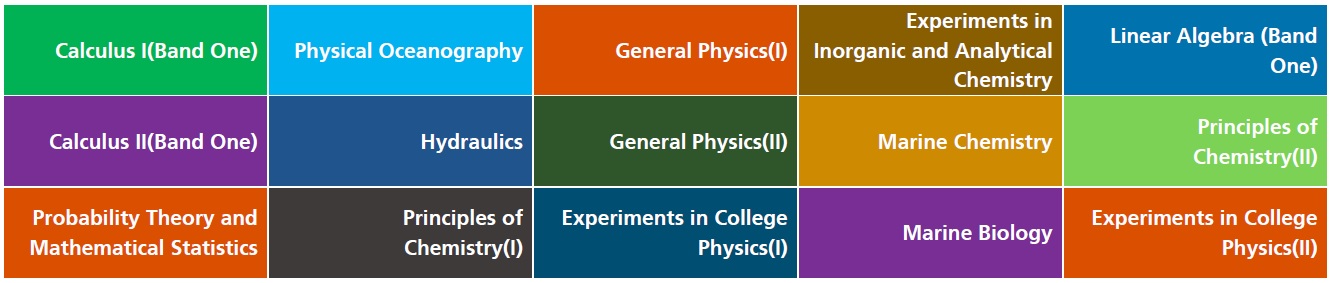 Calculus I(Band One)
Physical Oceanography
General Physics(I)
Experiments in
Inorganic and Analytical
Chemistry
Linear Algebra (Band
One)
Calculus II(Band One)
Hydraulics
General Physics(II)
Marine Chemistry
Principles of
Chemistry(II)
Probability Theory and
Mathematical Statistics
Principles of
Chemistry(I)
Experiments in College
Physics(I)
Marine Biology
Experiments in College
Physics(II)